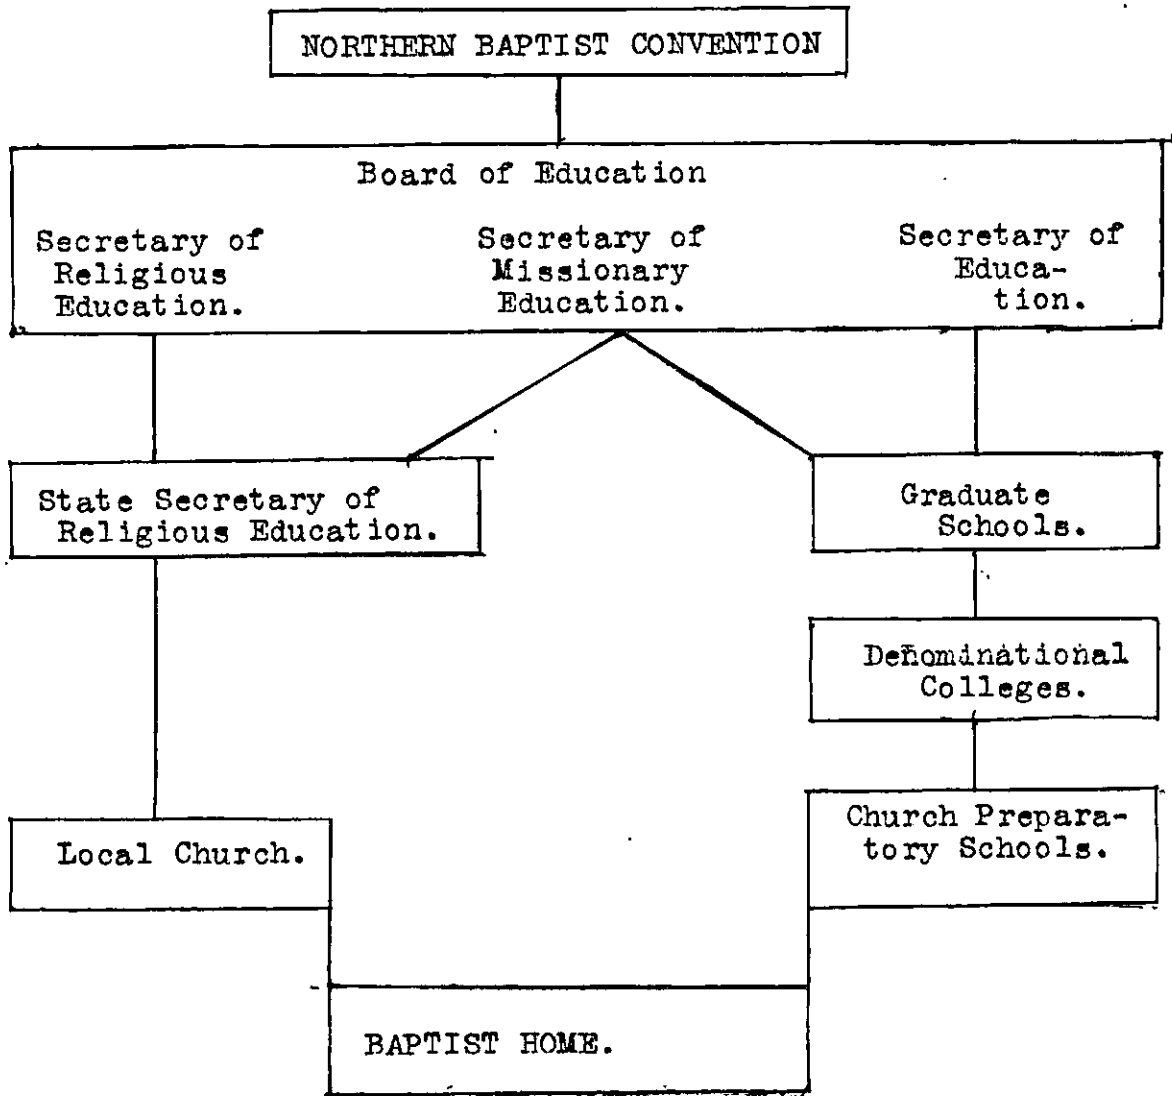 NORTHERN BAPTIST CONVENTION
Board of Education
Secretary of
Religious
Education.
Secretary of
Missionary
Education.
Secretary of
Educa-
tion.
State Secretary of
Religious Education.
Graduate
Schools.
Denominational
Colleges.
Local Church.
Church Prepara-
tory Schools.
BAPTIST HOME.